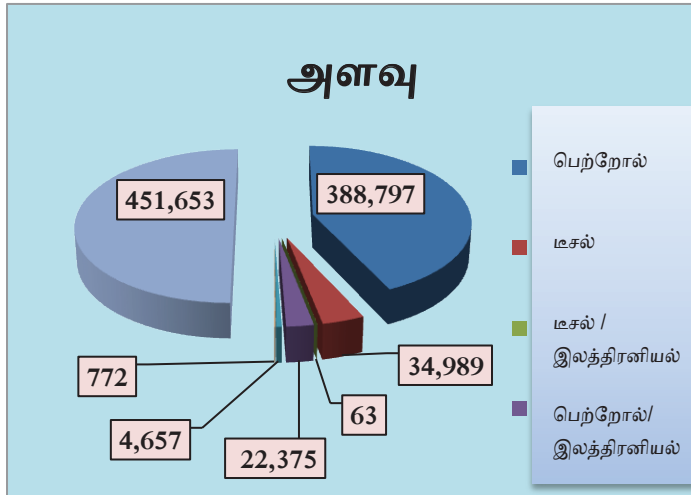 அளவு
451,653
388,797
772
4,657
22,375
63
34,989
பெற்றோல்
டீசல்
டீசல் /
இலத்திரனியல்
பெற்றோல்/
இலத்திரனியல்